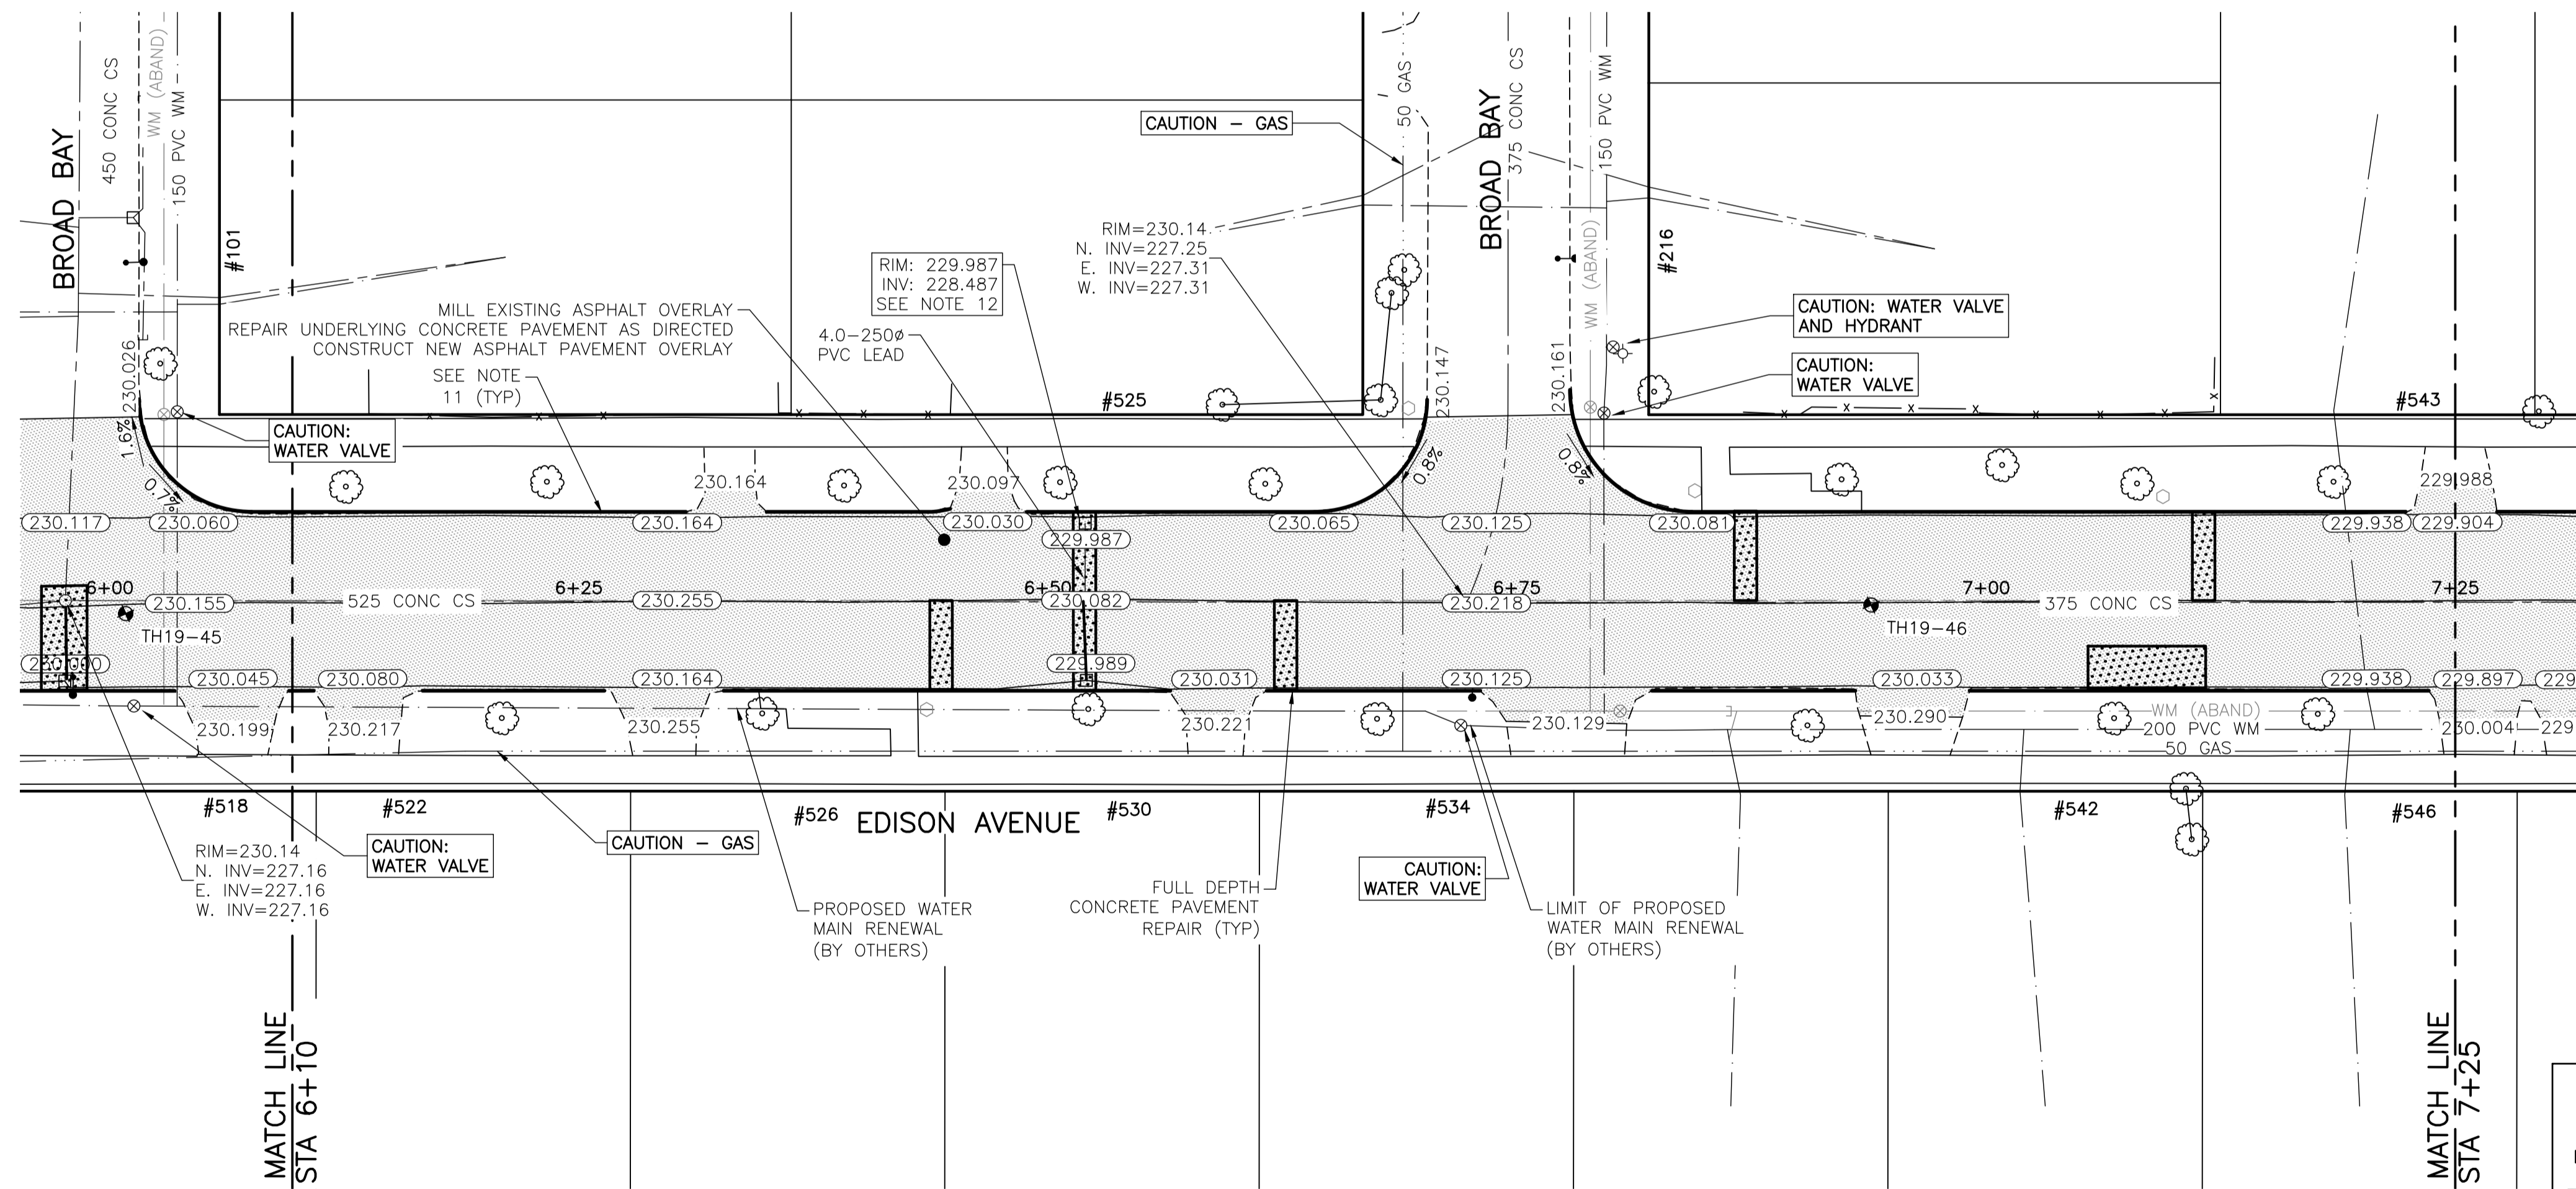 BROAD BAY
450 CONC CS
WM (ABAND)
150 PVC WM
#101
CAUTION – GAS
50 GAS
BROAD BAY
375 CONC CS
WM (ABAND)
150 PVC WM
#216
RIM=230.14
N. INV=227.25
E. INV=227.31
W. INV=227.31
RIM: 229.987
INV: 228.487
SEE NOTE 12
MILL EXISTING ASPHALT OVERLAY
REPAIR UNDERLYING CONCRETE PAVEMENT AS DIRECTED
CONSTRUCT NEW ASPHALT PAVEMENT OVERLAY
4.0–250ø
PVC LEAD
SEE NOTE
11 (TYP)
CAUTION: WATER VALVE
AND HYDRANT
CAUTION:
WATER VALVE
#525
#543
230.026
1.6%
0.7%
CAUTION:
WATER VALVE
230.147
0.8%
230.161
0.8%
230.164
230.097
229.988
230.117
230.060
230.164
230.030
229.987
230.065
230.125
230.081
229.938
229.904
6+00
6+25
6+50
6+75
7+00
7+25
230.155
525 CONC CS
230.255
230.082
230.218
375 CONC CS
TH19–45
TH19–46
230.045
230.080
230.164
229.989
230.031
230.125
230.033
229.938
229.897
229
230.199
230.217
230.255
230.221
230.129
230.290
WM (ABAND)
200 PVC WM
50 GAS
230.004
229
#518
#522
#526
EDISON AVENUE
#530
#534
#542
#546
RIM=230.14
N. INV=227.16
E. INV=227.16
W. INV=227.16
CAUTION:
WATER VALVE
CAUTION – GAS
PROPOSED WATER
MAIN RENEWAL
(BY OTHERS)
FULL DEPTH
CONCRETE PAVEMENT
REPAIR (TYP)
CAUTION:
WATER VALVE
LIMIT OF PROPOSED
WATER MAIN RENEWAL
(BY OTHERS)
MATCH LINE
STA 6+10
MATCH LINE
STA 7+25